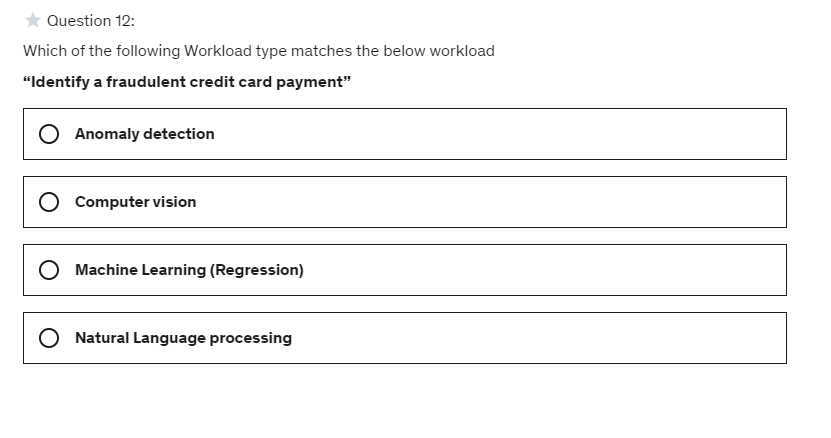 Question 12:
Which of the following Workload type matches the below workload
“Identify a fraudulent credit card payment”
Anomaly detection
Computer vision
Machine Learning (Regression)
Natural Language processing